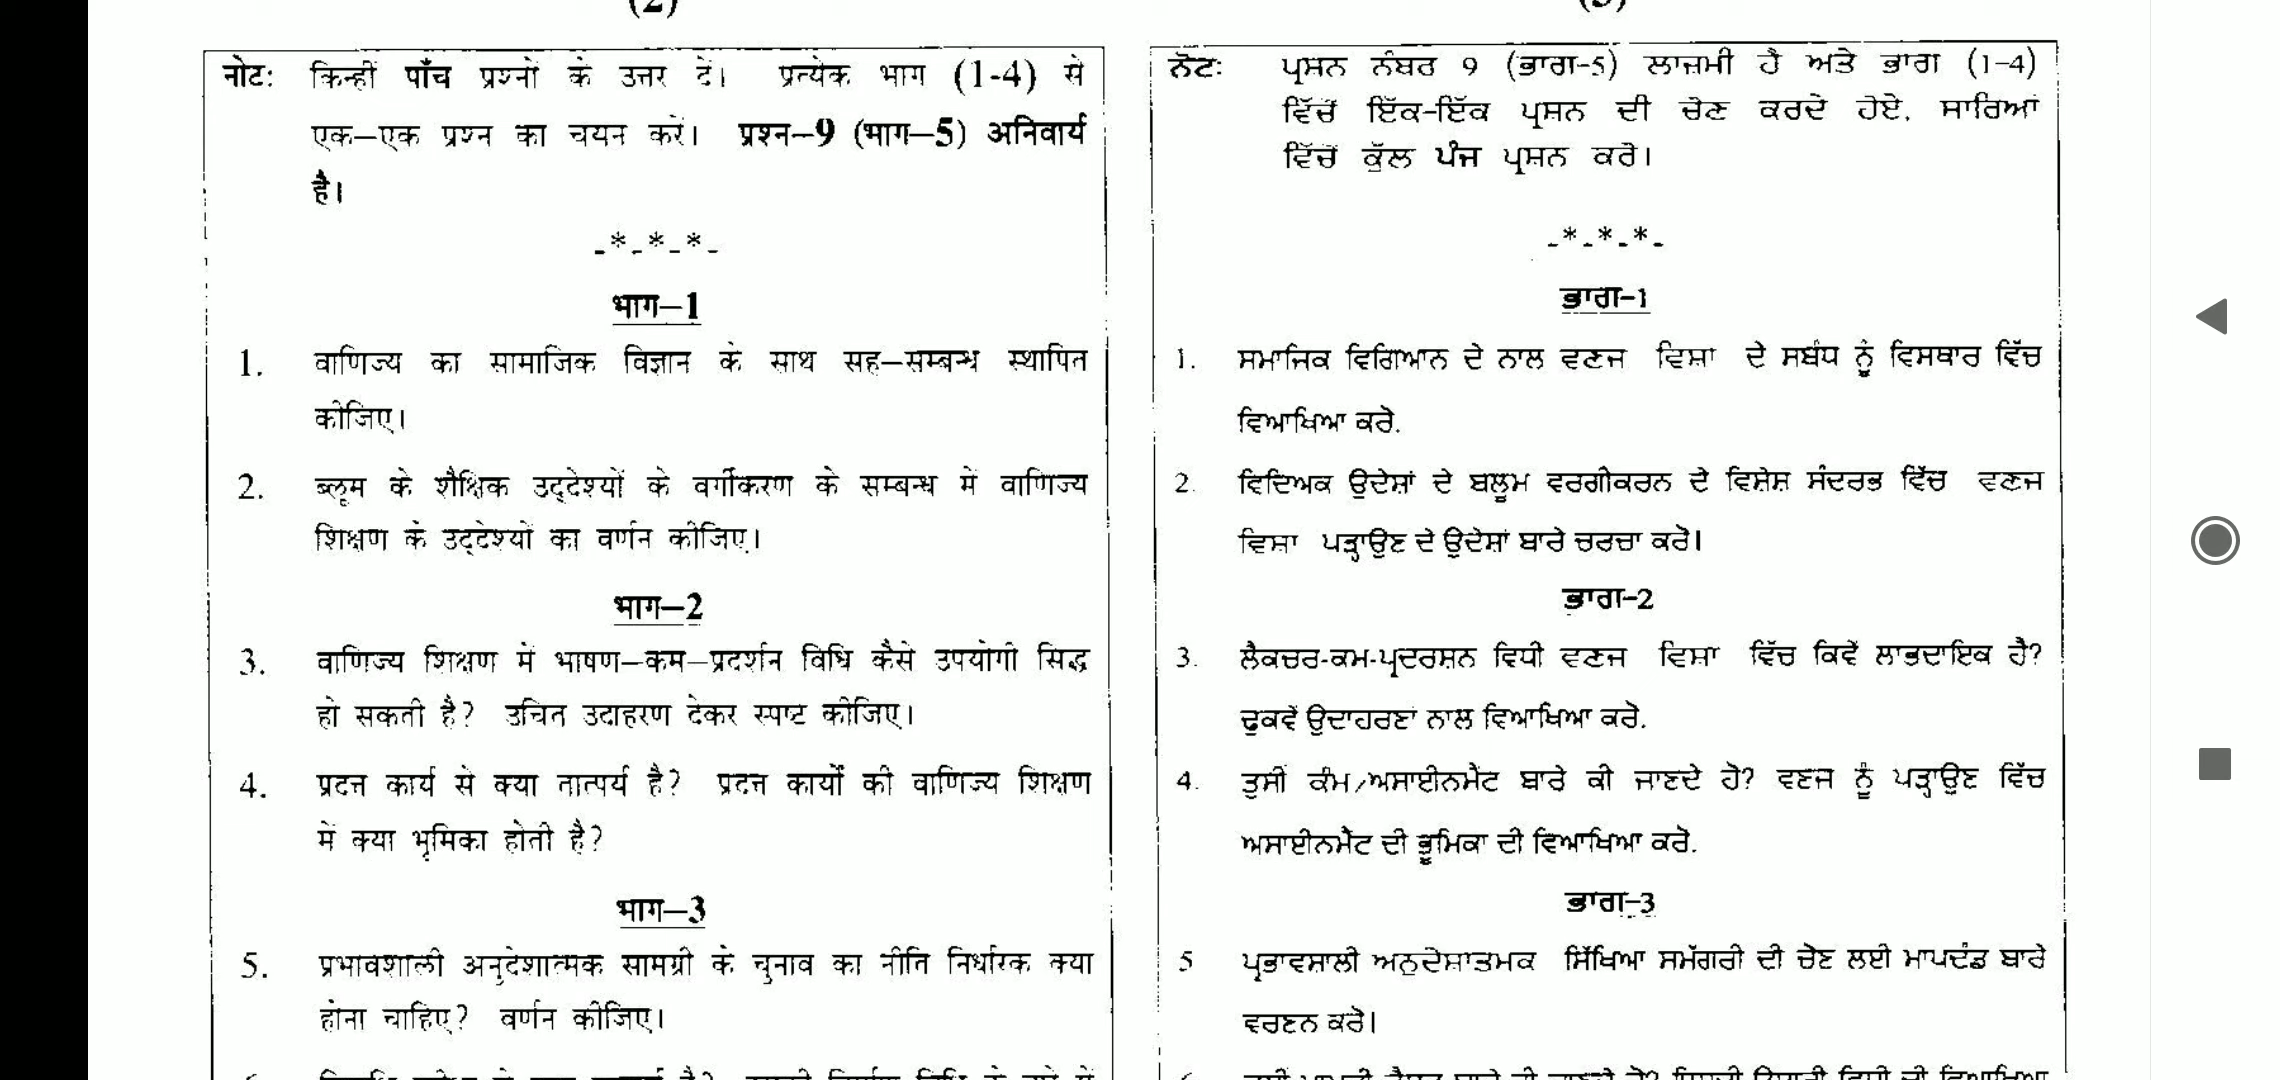 (2)
नोटः किन्हीं पाँच प्रश्नों के उत्तर दें। प्रत्येक भाग (1-4) से
एक–एक प्रश्न का चयन करें। प्रश्न–9 (भाग–5) अनिवार्य
है।
-*-*-*-
भाग–1
1. वाणिज्य का सामाजिक विज्ञान के साथ सह–सम्बन्ध स्थापित
कीजिए।
2. ब्लूम के शैक्षिक उद्देश्यों के वर्गीकरण के सम्बन्ध में वाणिज्य
शिक्षण के उद्देश्यों का वर्णन कीजिए।
भाग–2
3. वाणिज्य शिक्षण में भाषण–कम–प्रदर्शन विधि कैसे उपयोगी सिद्ध
हो सकती है? उचित उदाहरण देकर स्पष्ट कीजिए।
4. प्रदत्त कार्य से क्या तात्पर्य है? प्रदत्त कार्यों की वाणिज्य शिक्षण
में क्या भूमिका होती है?
भाग–3
5. प्रभावशाली अनुदेशात्मक सामग्री के चुनाव का नीति निर्धारक क्या
होना चाहिए? वर्णन कीजिए।
(3)
ਨੋਟਃ ਪ੍ਰਸ਼ਨ ਨੰਬਰ 9 (ਭਾਗ-5) ਲਾਜ਼ਮੀ ਹੈ ਅਤੇ ਭਾਗ (1-4)
ਵਿੱਚੋਂ ਇੱਕ-ਇੱਕ ਪ੍ਰਸ਼ਨ ਦੀ ਚੋਣ ਕਰਦੇ ਹੋਏ, ਸਾਰਿਆਂ
ਵਿੱਚੋਂ ਕੁੱਲ ਪੰਜ ਪ੍ਰਸ਼ਨ ਕਰੋ।
-*-*-*-
ਭਾਗ-1
1. ਸਮਾਜਿਕ ਵਿਗਿਆਨ ਦੇ ਨਾਲ ਵਣਜ ਵਿਸ਼ਾ ਦੇ ਸਬੰਧ ਨੂੰ ਵਿਸਥਾਰ ਵਿੱਚ
ਵਿਆਖਿਆ ਕਰੋ.
2. ਵਿਦਿਅਕ ਉਦੇਸ਼ਾਂ ਦੇ ਬਲੂਮ ਵਰਗੀਕਰਨ ਦੇ ਵਿਸ਼ੇਸ਼ ਸੰਦਰਭ ਵਿੱਚ ਵਣਜ
ਵਿਸ਼ਾ ਪੜ੍ਹਾਉਣ ਦੇ ਉਦੇਸ਼ਾਂ ਬਾਰੇ ਚਰਚਾ ਕਰੋ।
ਭਾਗ-2
3. ਲੈਕਚਰ-ਕਮ-ਪ੍ਰਦਰਸ਼ਨ ਵਿਧੀ ਵਣਜ ਵਿਸ਼ਾ ਵਿੱਚ ਕਿਵੇਂ ਲਾਭਦਾਇਕ ਹੈ?
ਢੁਕਵੇਂ ਉਦਾਹਰਣਾਂ ਨਾਲ ਵਿਆਖਿਆ ਕਰੋ.
4. ਤੁਸੀਂ ਕੰਮ/ਅਸਾਈਨਮੈਂਟ ਬਾਰੇ ਕੀ ਜਾਣਦੇ ਹੋ? ਵਣਜ ਨੂੰ ਪੜ੍ਹਾਉਣ ਵਿੱਚ
ਅਸਾਈਨਮੈਂਟ ਦੀ ਭੂਮਿਕਾ ਦੀ ਵਿਆਖਿਆ ਕਰੋ.
ਭਾਗ-3
5 ਪ੍ਰਭਾਵਸ਼ਾਲੀ ਅਨੁਦੇਸ਼ਾਤਮਕ ਸਿੱਖਿਆ ਸਮੱਗਰੀ ਦੀ ਚੋਣ ਲਈ ਮਾਪਦੰਡ ਬਾਰੇ
ਵਰਣਨ ਕਰੋ।